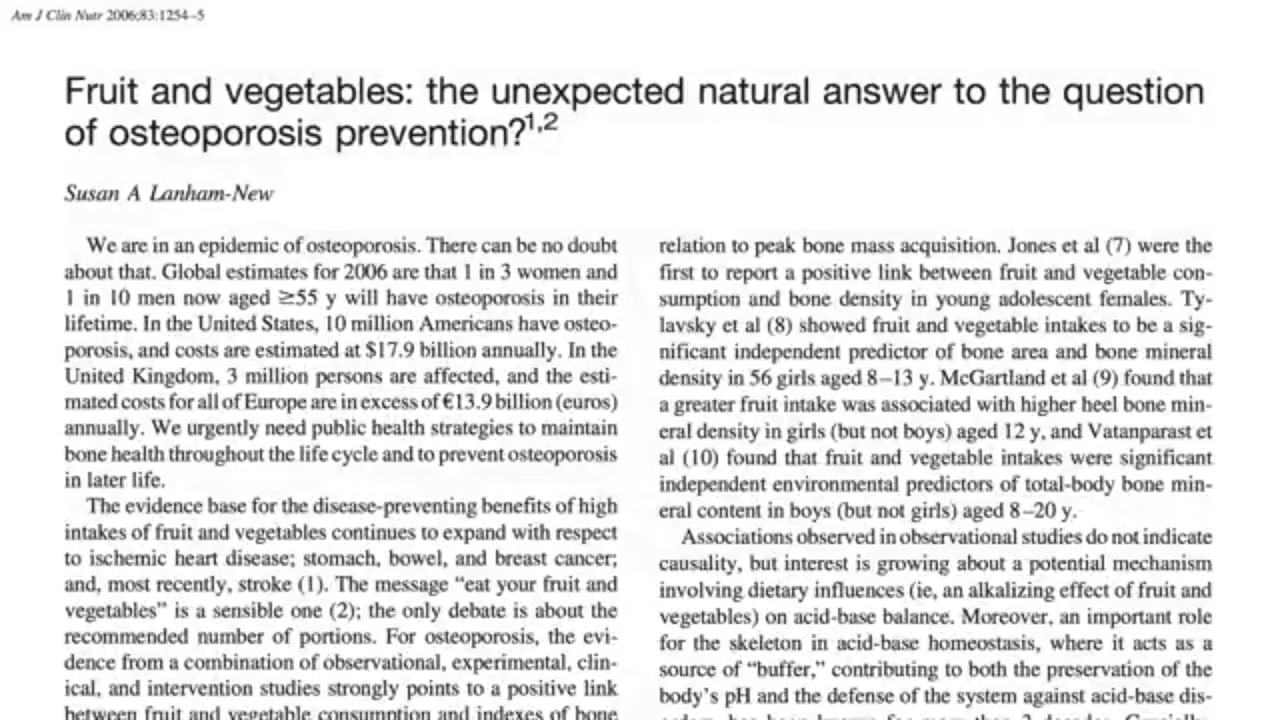 Am J Clin Nutr 2006;83:1254–5
Fruit and vegetables: the unexpected natural answer to the question
of osteoporosis prevention?1,2
Susan A Lanham-New
We are in an epidemic of osteoporosis. There can be no doubt
about that. Global estimates for 2006 are that 1 in 3 women and
1 in 10 men now aged ≥55 y will have osteoporosis in their
lifetime. In the United States, 10 million Americans have osteo-
porosis, and costs are estimated at $17.9 billion annually. In the
United Kingdom, 3 million persons are affected, and the esti-
mated costs for all of Europe are in excess of €13.9 billion (euros)
annually. We urgently need public health strategies to maintain
bone health throughout the life cycle and to prevent osteoporosis
in later life.
The evidence base for the disease-preventing benefits of high
intakes of fruit and vegetables continues to expand with respect
to ischemic heart disease; stomach, bowel, and breast cancer;
and, most recently, stroke (1). The message “eat your fruit and
vegetables” is a sensible one (2); the only debate is about the
recommended number of portions. For osteoporosis, the evi-
dence from a combination of observational, experimental, clin-
ical, and intervention studies strongly points to a positive link
between fruit and vegetable consumption and indexes of bone
relation to peak bone mass acquisition. Jones et al (7) were the
first to report a positive link between fruit and vegetable con-
sumption and bone density in young adolescent females. Ty-
lavsky et al (8) showed fruit and vegetable intakes to be a sig-
nificant independent predictor of bone area and bone mineral
density in 56 girls aged 8–13 y. McGartland et al (9) found that
a greater fruit intake was associated with higher heel bone min-
eral density in girls (but not boys) aged 12 y, and Vatanparast et
al (10) found that fruit and vegetable intakes were significant
independent environmental predictors of total-body bone min-
eral content in boys (but not girls) aged 8–20 y.
Associations observed in observational studies do not indicate
causality, but interest is growing about a potential mechanism
involving dietary influences (ie, an alkalizing effect of fruit and
vegetables) on acid-base balance. Moreover, an important role
for the skeleton in acid-base homeostasis, where it acts as a
source of “buffer,” contributing to both the preservation of the
body’s pH and the defense of the system against acid-base dis-